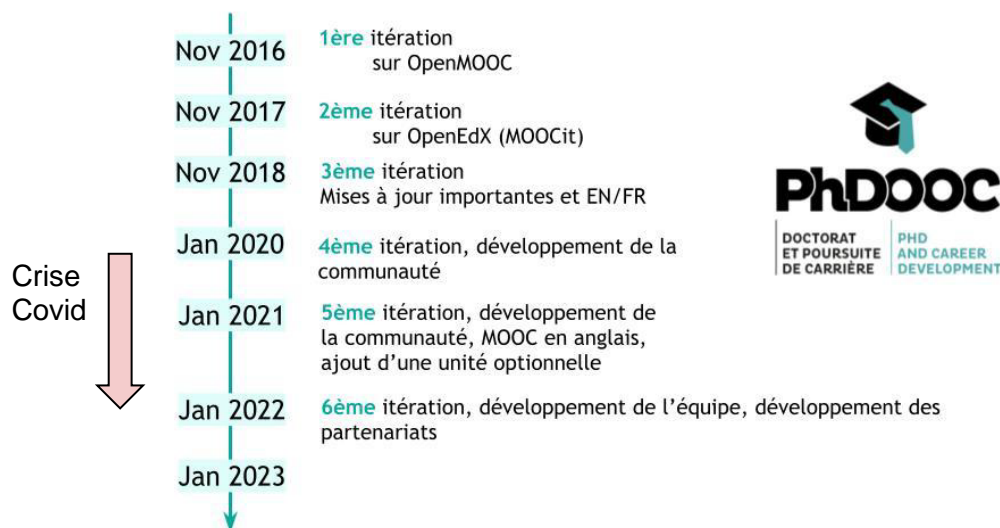 Nov 2016
1ère itération
sur OpenMOOC
Nov 2017
2ème itération
sur OpenEdX (MOOCit)
Nov 2018
3ème itération
Mises à jour importantes et EN/FR
Jan 2020
4ème itération, développement de la
communauté
Crise
Covid
Jan 2021
5ème itération, développement de
la communauté, MOOC en anglais,
ajout d’une unité optionnelle
Jan 2022
6ème itération, développement de l’équipe, développement des
partenariats
Jan 2023
PhDOOC
DOCTORAT
ET POURSUITE
DE CARRIÈRE
PHD
AND CAREER
DEVELOPMENT